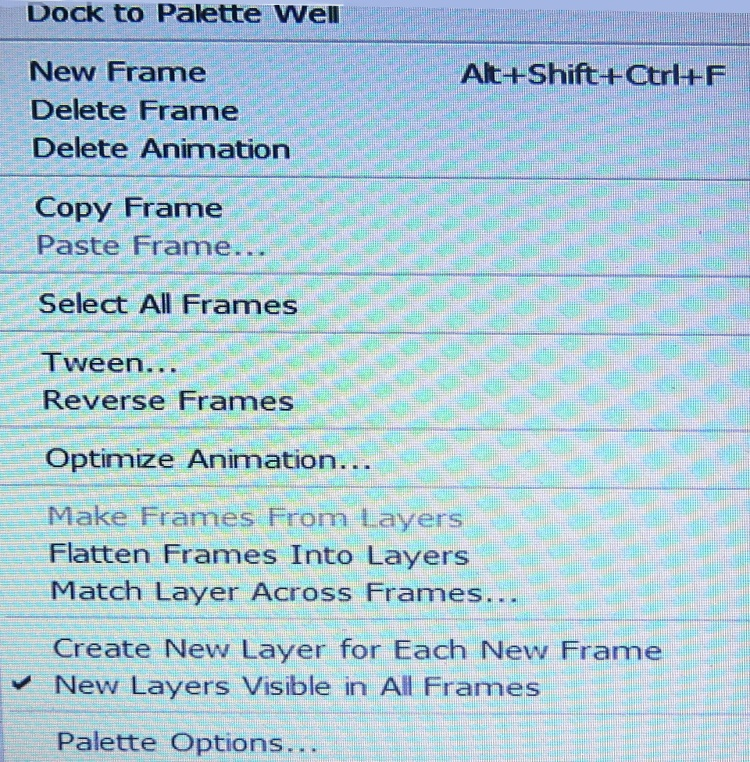 Dock to Palette Well
New Frame Alt+Shift+Ctrl+F
Delete Frame
Delete Animation
Copy Frame
Paste Frame...
Select All Frames
Tween...
Reverse Frames
Optimize Animation...
Make Frames From Layers
Flatten Frames Into Layers
Match Layer Across Frames...
Create New Layer for Each New Frame
New Layers Visible in All Frames
Palette Options...